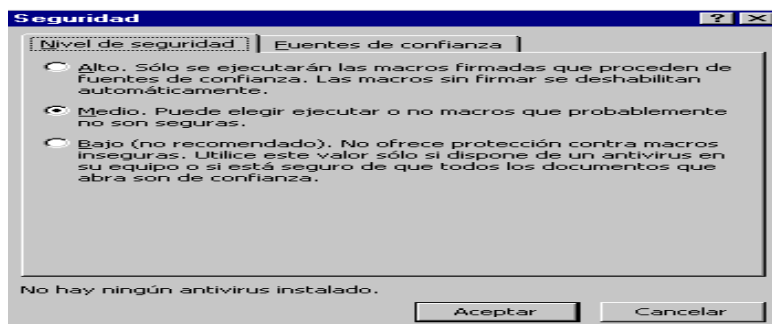 Seguridad
Nivel de seguridad
Fuentes de confianza
Alto. Sólo se ejecutarán las macros firmadas que proceden de
fuentes de confianza. Las macros sin firmar se deshabilitan
automáticamente.
Medio. Puede elegir ejecutar o no macros que probablemente
no son seguras.
Bajo (no recomendado). No ofrece protección contra macros
inseguras. Utilice este valor sólo si dispone de un antivirus en
su equipo o si está seguro de que todos los documentos que
abra son de confianza.
No hay ningún antivirus instalado.
Aceptar
Cancelar